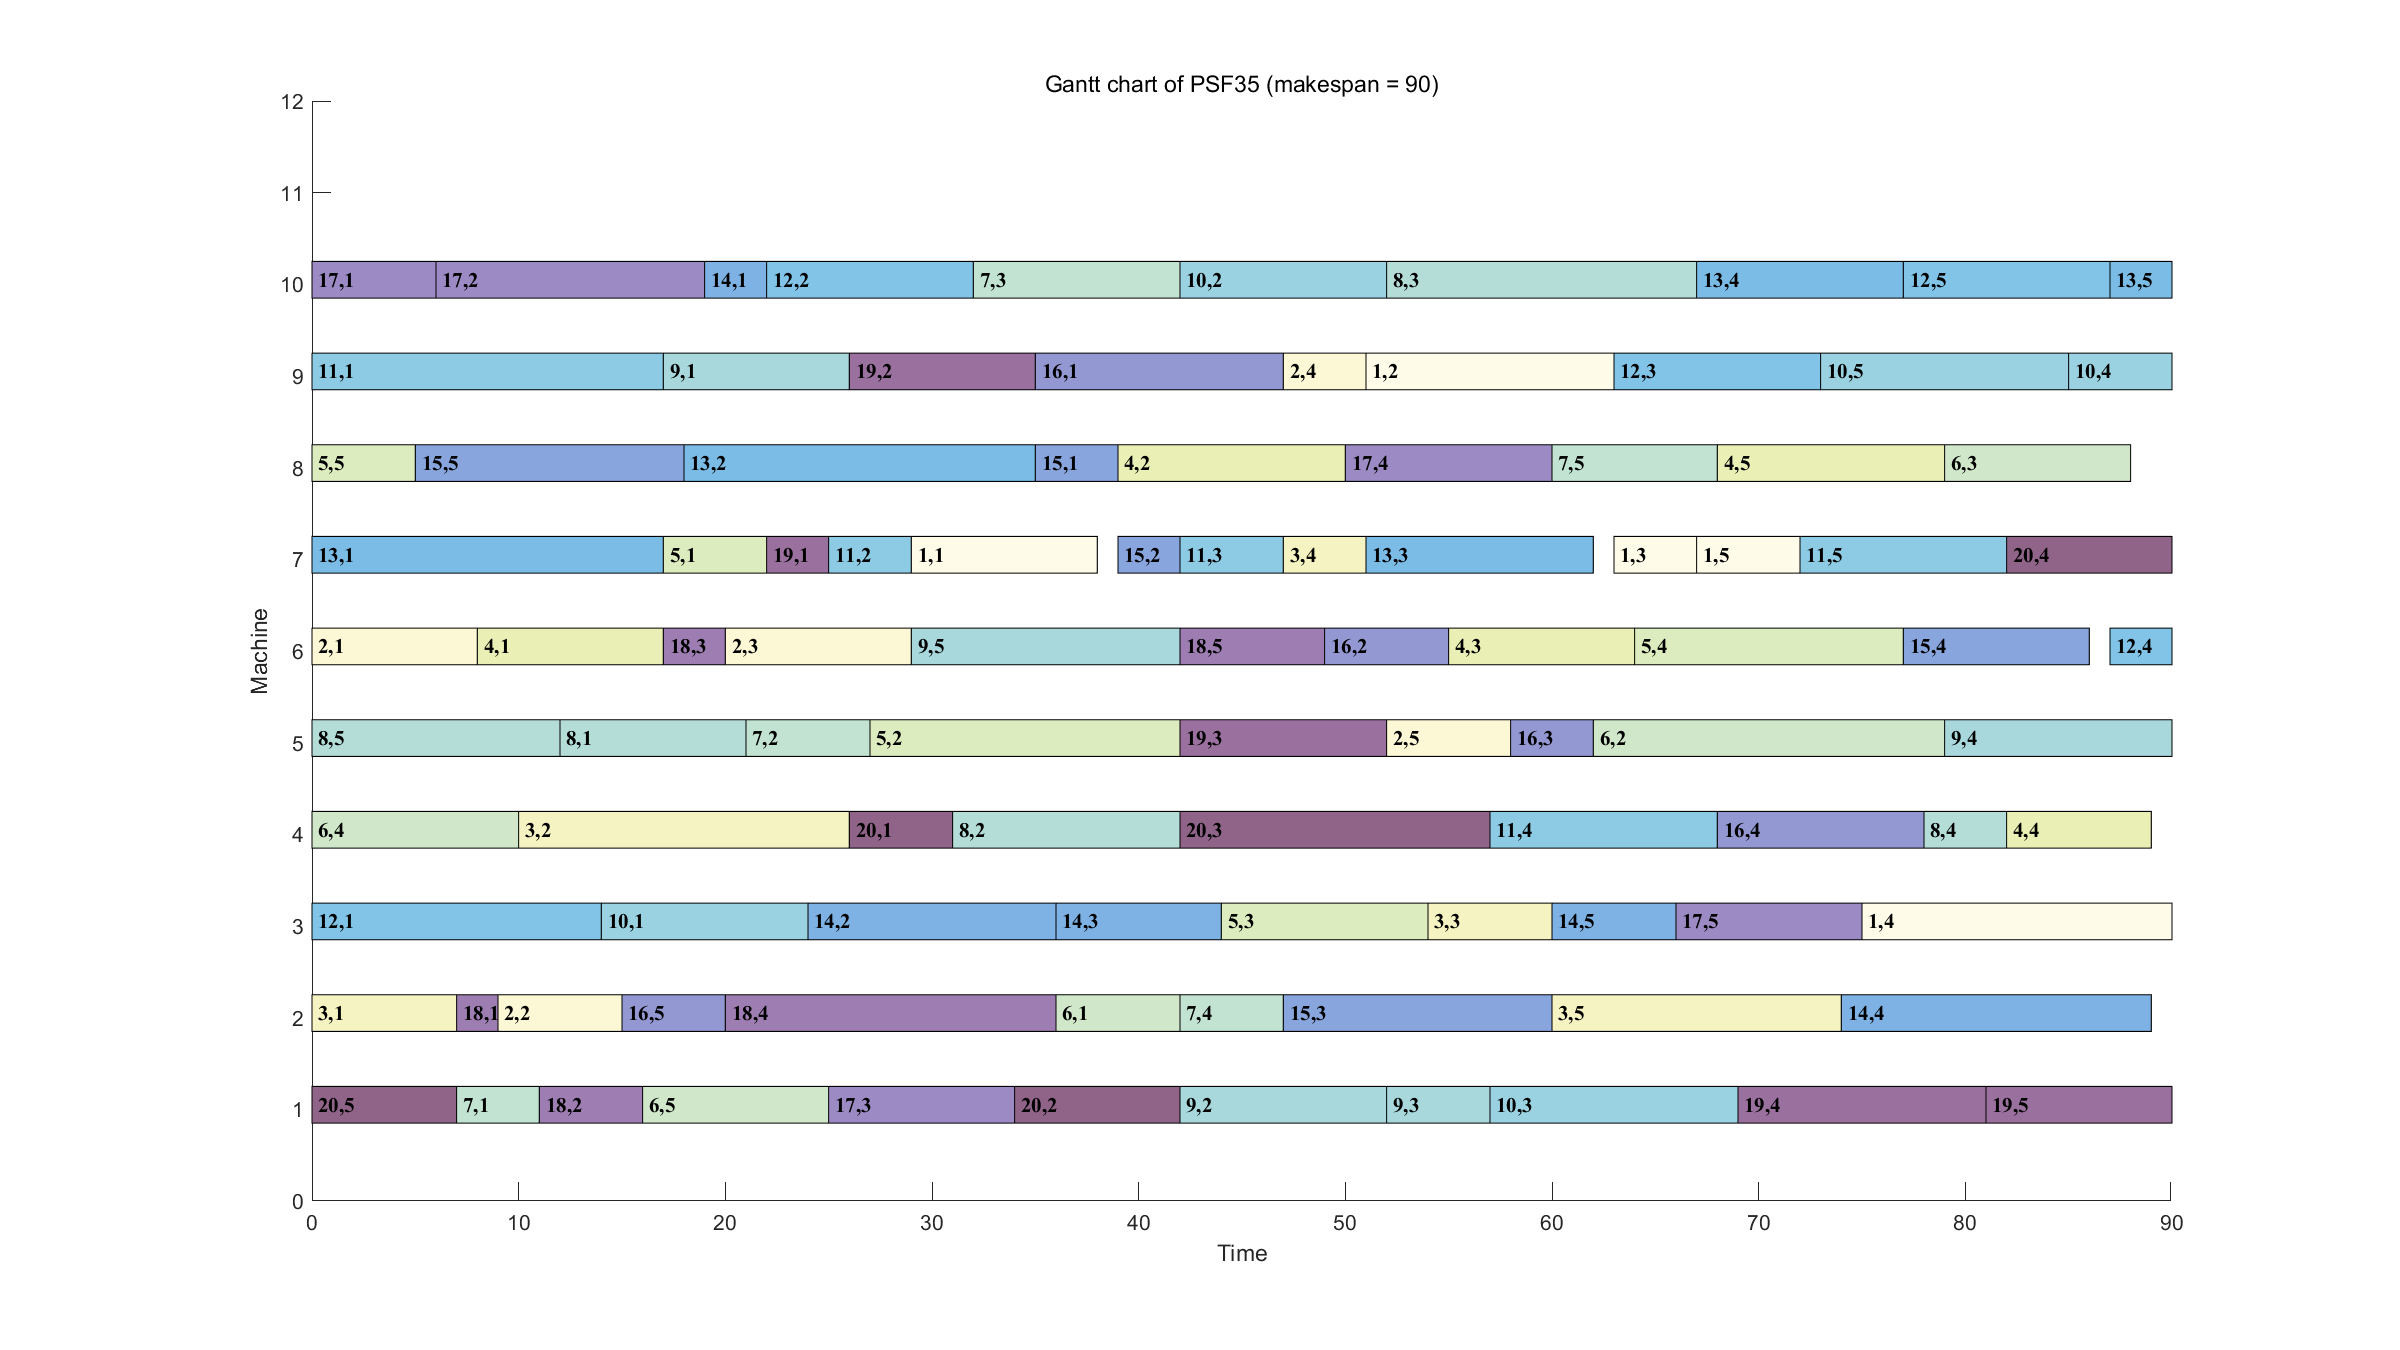 Gantt chart of PSF35 (makespan = 90)
12
11
10 17,1 17,2 14,1 12,2 7,3 10,2 8,3 13,4 12,5 13,5
9 11,1 9,1 19,2 16,1 2,4 1,2 12,3 10,5 10,4
8 5,5 15,5 13,2 15,1 4,2 17,4 7,5 4,5 6,3
7 13,1 5,1 19,1 11,2 1,1 15,2 11,3 3,4 13,3 1,3 1,5 11,5 20,4
Machine
6 2,1 4,1 18,3 2,3 9,5 18,5 16,2 4,3 5,4 15,4 12,4
5 8,5 8,1 7,2 5,2 19,3 2,5 16,3 6,2 9,4
4 6,4 3,2 20,1 8,2 20,3 11,4 16,4 8,4 4,4
3 12,1 10,1 14,2 14,3 5,3 3,3 14,5 17,5 1,4
2 3,1 18,1 2,2 16,5 18,4 6,1 7,4 15,3 3,5 14,4
1 20,5 7,1 18,2 6,5 17,3 20,2 9,2 9,3 10,3 19,4 19,5
0
0 10 20 30 40 50 60 70 80 90
Time